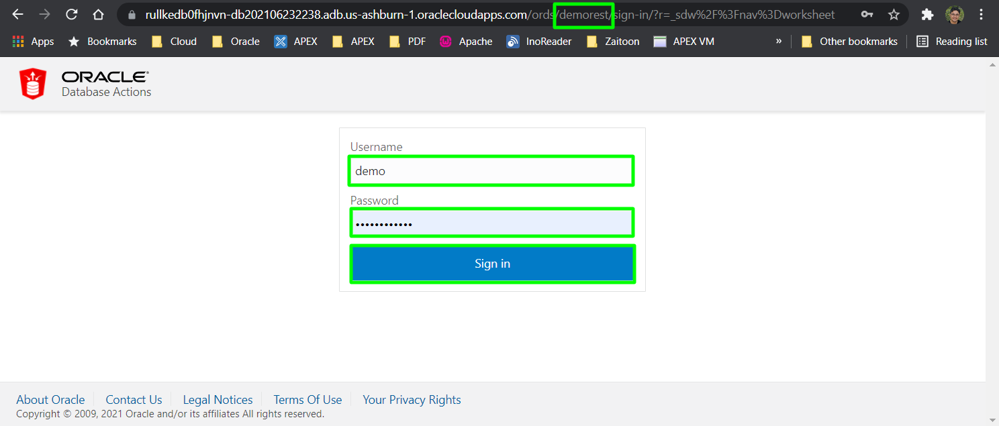 rullkedb0fhjnvn-db202106232238.adb.us-ashburn-1.oraclecloudapps.com/ords/demorest/sign-in/?r=_sdw%2F%3Fnav%3Dworksheet
Apps Bookmarks Cloud Oracle APEX APEX PDF Apache InoReader Zaitoon APEX VM » Other bookmarks Reading list
ORACLE®
Database Actions
Username
demo
Password
••••••••••••
Sign in
About Oracle Contact Us Legal Notices Terms Of Use Your Privacy Rights
Copyright © 2009, 2021 Oracle and/or its affiliates All rights reserved.